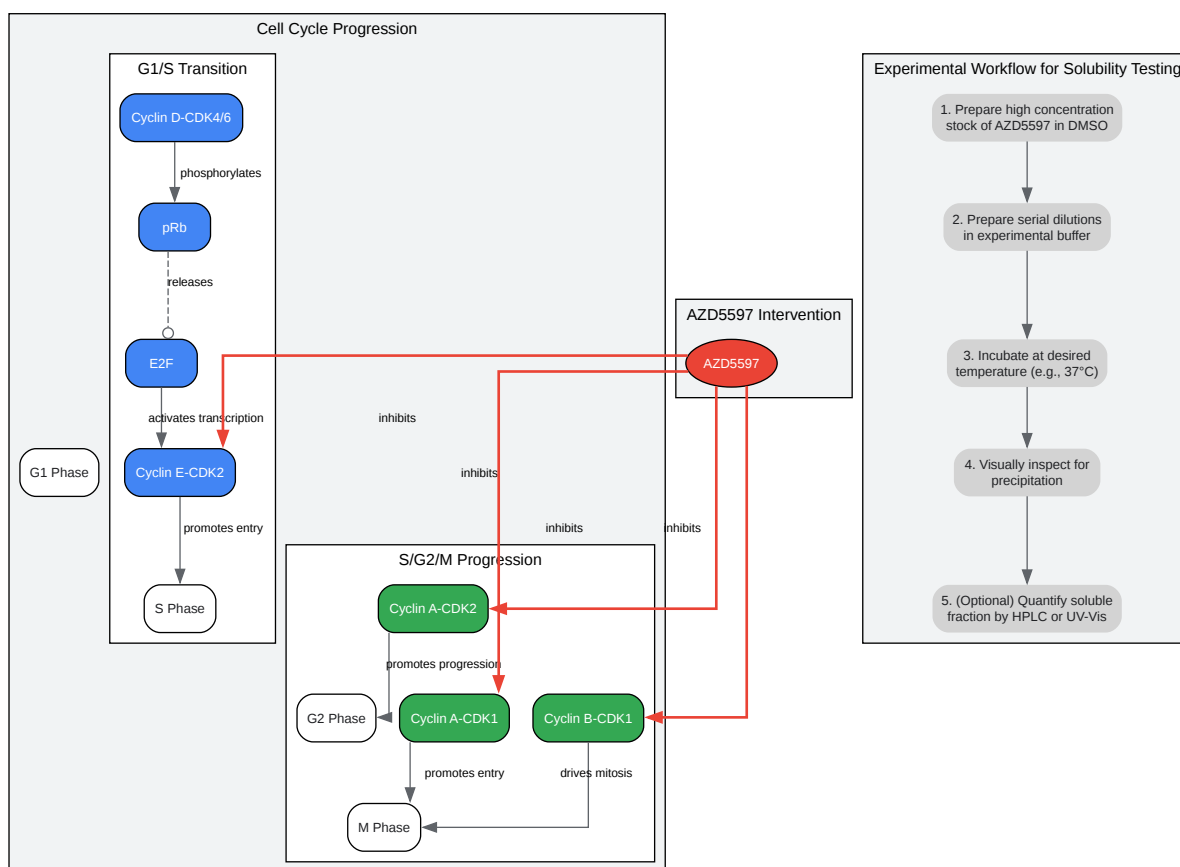 Cell Cycle Progression
G1/S Transition
Cyclin D-CDK4/6
phosphorylates
pRb
releases
E2F
activates transcription
G1 Phase
Cyclin E-CDK2
promotes entry
S Phase
S/G2/M Progression
Cyclin A-CDK2
promotes progression
G2 Phase
Cyclin A-CDK1
Cyclin B-CDK1
promotes entry
drives mitosis
M Phase
AZD5597 Intervention
AZD5597
inhibits
inhibits
inhibits
inhibits
Experimental Workflow for Solubility Testing
1. Prepare high concentration
stock of AZD5597 in DMSO
2. Prepare serial dilutions
in experimental buffer
3. Incubate at desired
temperature (e.g., 37°C)
4. Visually inspect for
precipitation
5. (Optional) Quantify soluble
fraction by HPLC or UV-Vis